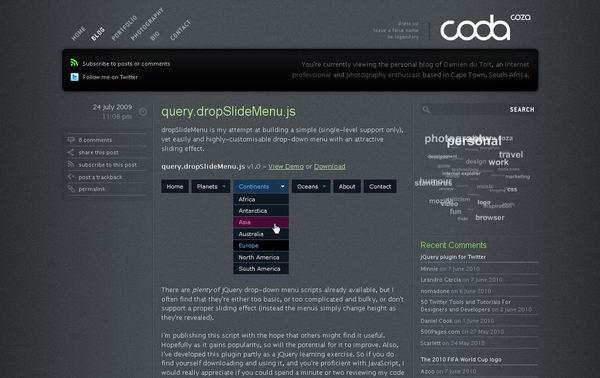 HOME
BLOG
PORTFOLIO
PHOTOGRAPHY
BIO
CONTACT
dress up
leave a false name
be legendary
coda
coza
Subscribe to posts or comments
Follow me on Twitter
You're currently viewing the personal blog of Damien du Toit, an internet
professional and photography enthusiast based in Cape Town, South Africa.
24 July 2009
11:08 pm
8 comments
share this post
subscribe to this post
post a trackback
permalink
query.dropSlideMenu.js
dropSlideMenu is my attempt at building a simple (single-level support only),
yet easily and highly-customisable drop-down menu with an attractive
sliding effect.
query.dropSlideMenu.js v1.0 – View Demo or Download
Home
Planets
Continents
Oceans
About
Contact
Africa
Antarctica
Asia
Australia
Europe
North America
South America
There are plenty of jQuery drop-down menu scripts already available, but I
often find that they're either too basic, or too complicated and bulky, or don't
support a proper sliding effect (instead the menus simply change height as
they're revealed).
I'm publishing this script with the hope that others might find it useful.
Hopefully as it gains popularity, so will the potential for it to improve. Also,
I've developed this plugin partly as a jQuery learning exercise. So if you do
find yourself downloading and using it, and you're proficient with JavaScript, I
would really appreciate if you could spend a minute or two reviewing my code
SEARCH
personal
coza
travel
design
work
internet explorer
marketing
standards
humour
music
css
mozilla
logo
inspiration
video
fun
browser
Recent Comments
jQuery plugin for Twitter
Minnie on 7 June 2010
Leandro Garcia on 7 June 2010
nomadone on 6 June 2010
50 Twitter Tools and Tutorials For
Designers and Developers on 2 June 2010
Daniel Cook on 1 June 2010
500Pages.com on 27 May 2010
Scarlett on 24 May 2010
The 2010 FIFA World Cup logo
Azoo on 7 June 2010